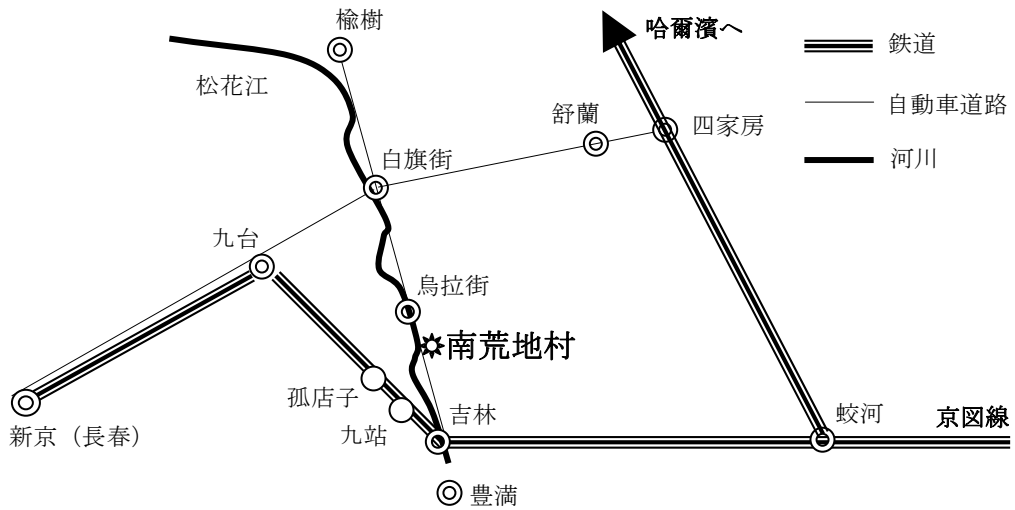 楡樹
哈爾濱へ
鉄道
松花江
自動車道路
舒蘭
四家房
白旗街
河川
九台
烏拉街
南荒地村
孤店子
吉林
蛟河
京図線
新京（長春）
九站
豊満